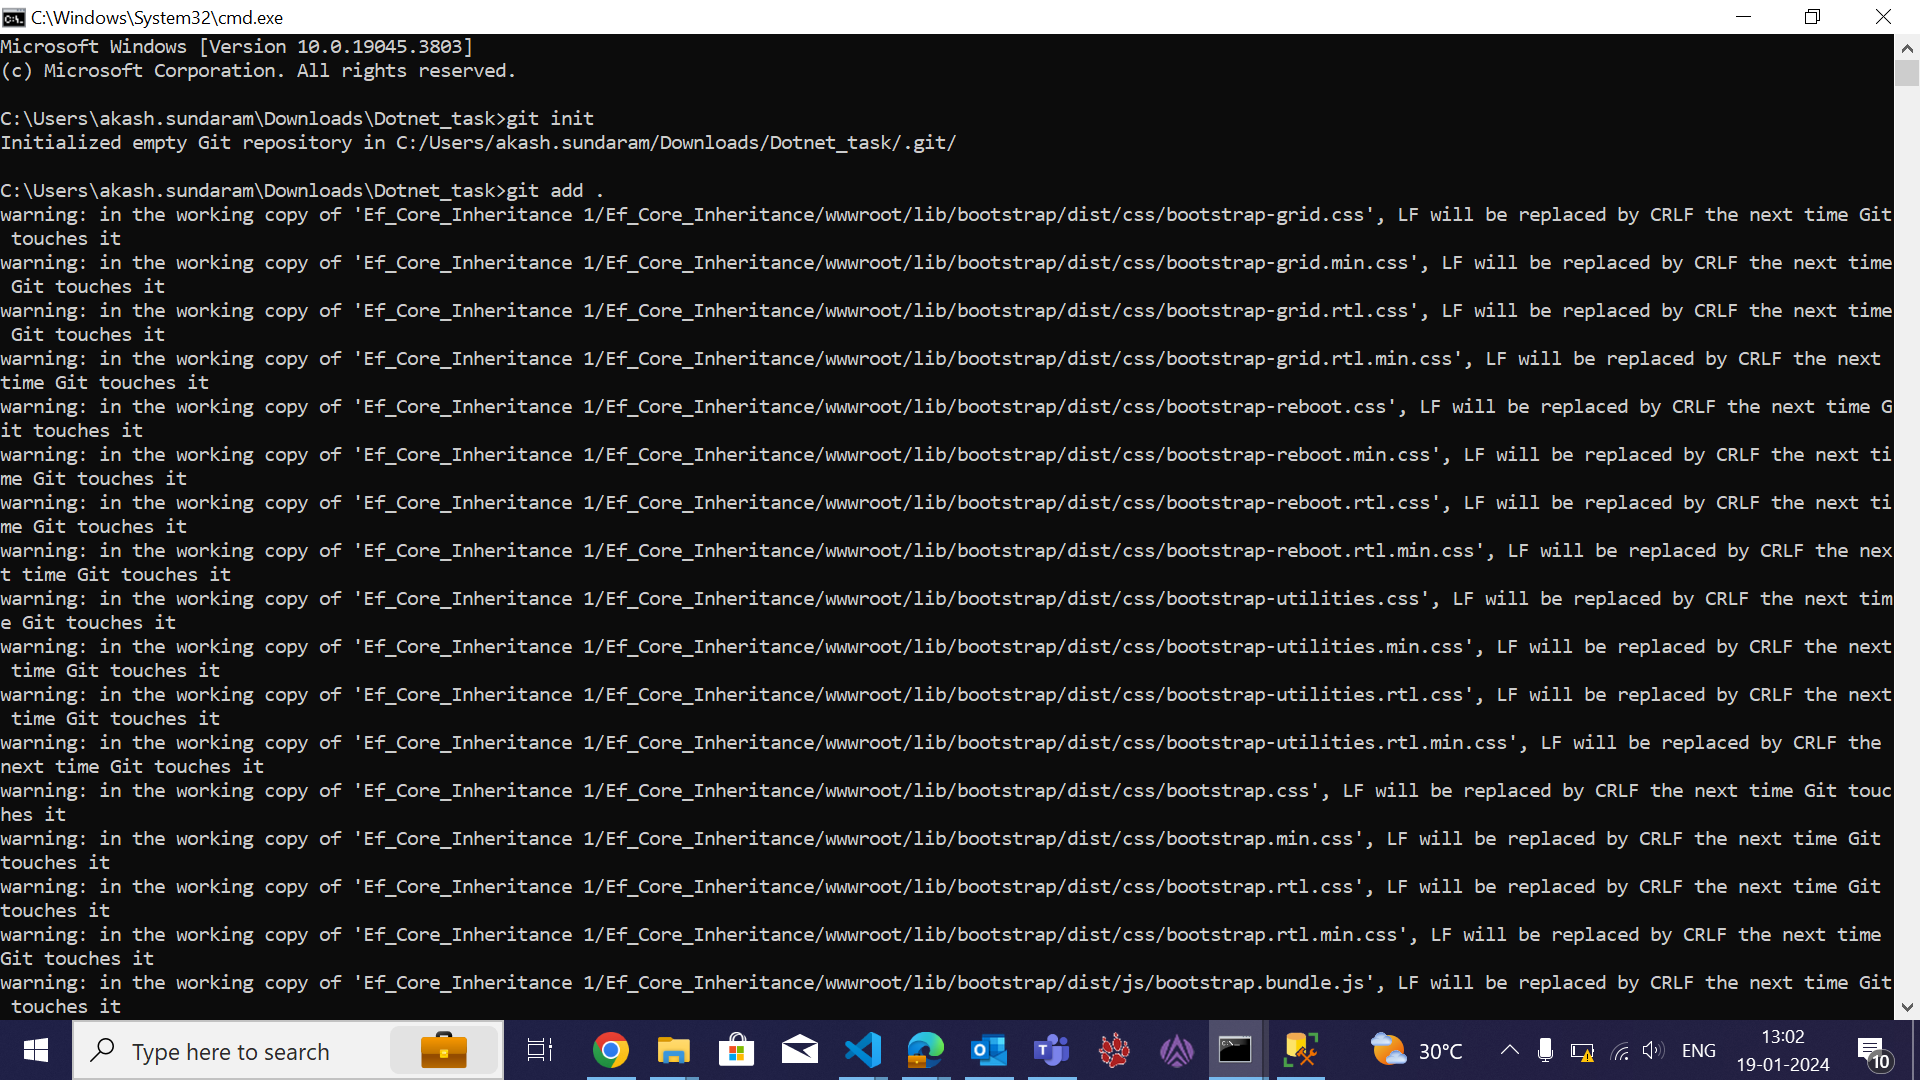 C:\Windows\System32\cmd.exe
Microsoft Windows [Version 10.0.19045.3803]
(c) Microsoft Corporation. All rights reserved.
C:\Users\akash.sundaram\Downloads\Dotnet_task>git init
Initialized empty Git repository in C:/Users/akash.sundaram/Downloads/Dotnet_task/.git/
C:\Users\akash.sundaram\Downloads\Dotnet_task>git add .
warning: in the working copy of 'Ef_Core_Inheritance 1/Ef_Core_Inheritance/wwwroot/lib/bootstrap/dist/css/bootstrap-grid.css', LF will be replaced by CRLF the next time Git
touches it
warning: in the working copy of 'Ef_Core_Inheritance 1/Ef_Core_Inheritance/wwwroot/lib/bootstrap/dist/css/bootstrap-grid.min.css', LF will be replaced by CRLF the next time
Git touches it
warning: in the working copy of 'Ef_Core_Inheritance 1/Ef_Core_Inheritance/wwwroot/lib/bootstrap/dist/css/bootstrap-grid.rtl.css', LF will be replaced by CRLF the next time
Git touches it
warning: in the working copy of 'Ef_Core_Inheritance 1/Ef_Core_Inheritance/wwwroot/lib/bootstrap/dist/css/bootstrap-grid.rtl.min.css', LF will be replaced by CRLF the next
time Git touches it
warning: in the working copy of 'Ef_Core_Inheritance 1/Ef_Core_Inheritance/wwwroot/lib/bootstrap/dist/css/bootstrap-reboot.css', LF will be replaced by CRLF the next time G
it touches it
warning: in the working copy of 'Ef_Core_Inheritance 1/Ef_Core_Inheritance/wwwroot/lib/bootstrap/dist/css/bootstrap-reboot.min.css', LF will be replaced by CRLF the next ti
me Git touches it
warning: in the working copy of 'Ef_Core_Inheritance 1/Ef_Core_Inheritance/wwwroot/lib/bootstrap/dist/css/bootstrap-reboot.rtl.css', LF will be replaced by CRLF the next ti
me Git touches it
warning: in the working copy of 'Ef_Core_Inheritance 1/Ef_Core_Inheritance/wwwroot/lib/bootstrap/dist/css/bootstrap-reboot.rtl.min.css', LF will be replaced by CRLF the nex
t time Git touches it
warning: in the working copy of 'Ef_Core_Inheritance 1/Ef_Core_Inheritance/wwwroot/lib/bootstrap/dist/css/bootstrap-utilities.css', LF will be replaced by CRLF the next tim
e Git touches it
warning: in the working copy of 'Ef_Core_Inheritance 1/Ef_Core_Inheritance/wwwroot/lib/bootstrap/dist/css/bootstrap-utilities.min.css', LF will be replaced by CRLF the next
time Git touches it
warning: in the working copy of 'Ef_Core_Inheritance 1/Ef_Core_Inheritance/wwwroot/lib/bootstrap/dist/css/bootstrap-utilities.rtl.css', LF will be replaced by CRLF the next
time Git touches it
warning: in the working copy of 'Ef_Core_Inheritance 1/Ef_Core_Inheritance/wwwroot/lib/bootstrap/dist/css/bootstrap-utilities.rtl.min.css', LF will be replaced by CRLF the
next time Git touches it
warning: in the working copy of 'Ef_Core_Inheritance 1/Ef_Core_Inheritance/wwwroot/lib/bootstrap/dist/css/bootstrap.css', LF will be replaced by CRLF the next time Git touc
hes it
warning: in the working copy of 'Ef_Core_Inheritance 1/Ef_Core_Inheritance/wwwroot/lib/bootstrap/dist/css/bootstrap.min.css', LF will be replaced by CRLF the next time Git
touches it
warning: in the working copy of 'Ef_Core_Inheritance 1/Ef_Core_Inheritance/wwwroot/lib/bootstrap/dist/css/bootstrap.rtl.css', LF will be replaced by CRLF the next time Git
touches it
warning: in the working copy of 'Ef_Core_Inheritance 1/Ef_Core_Inheritance/wwwroot/lib/bootstrap/dist/css/bootstrap.rtl.min.css', LF will be replaced by CRLF the next time
Git touches it
warning: in the working copy of 'Ef_Core_Inheritance 1/Ef_Core_Inheritance/wwwroot/lib/bootstrap/dist/js/bootstrap.bundle.js', LF will be replaced by CRLF the next time Git
touches it
Type here to search
30°C
ENG
13:02
19-01-2024
10